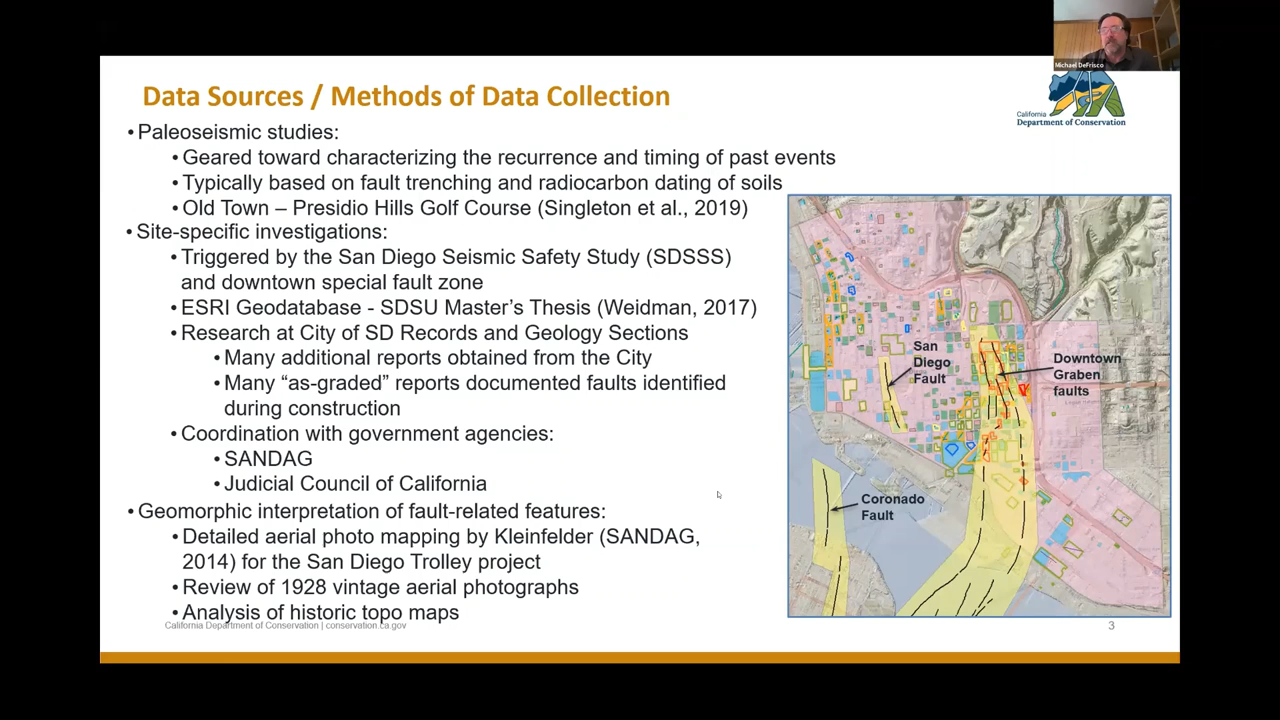 Michael DeFrisco
Data Sources / Methods of Data Collection
California
Department of Conservation
•Paleoseismic studies:
•Geared toward characterizing the recurrence and timing of past events
•Typically based on fault trenching and radiocarbon dating of soils
•Old Town – Presidio Hills Golf Course (Singleton et al., 2019)
•Site-specific investigations:
•Triggered by the San Diego Seismic Safety Study (SDSSS)
and downtown special fault zone
•ESRI Geodatabase - SDSU Master’s Thesis (Weidman, 2017)
•Research at City of SD Records and Geology Sections
•Many additional reports obtained from the City
•Many “as-graded” reports documented faults identified
during construction
•Coordination with government agencies:
•SANDAG
•Judicial Council of California
•Geomorphic interpretation of fault-related features:
•Detailed aerial photo mapping by Kleinfelder (SANDAG,
2014) for the San Diego Trolley project
•Review of 1928 vintage aerial photographs
•Analysis of historic topo maps
San
Diego
Fault
Downtown
Graben
faults
Coronado
Fault
California Department of Conservation | conservation.ca.gov
3